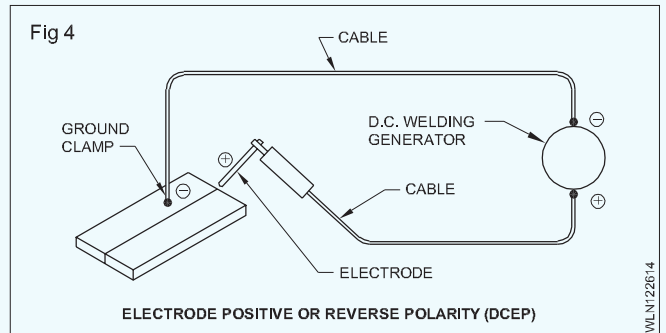 Fig 4
CABLE
GROUND
CLAMP
⊖
⊕
D.C. WELDING
GENERATOR
⊖
⊕
CABLE
ELECTRODE
ELECTRODE POSITIVE OR REVERSE POLARITY (DCEP)
WLN122614